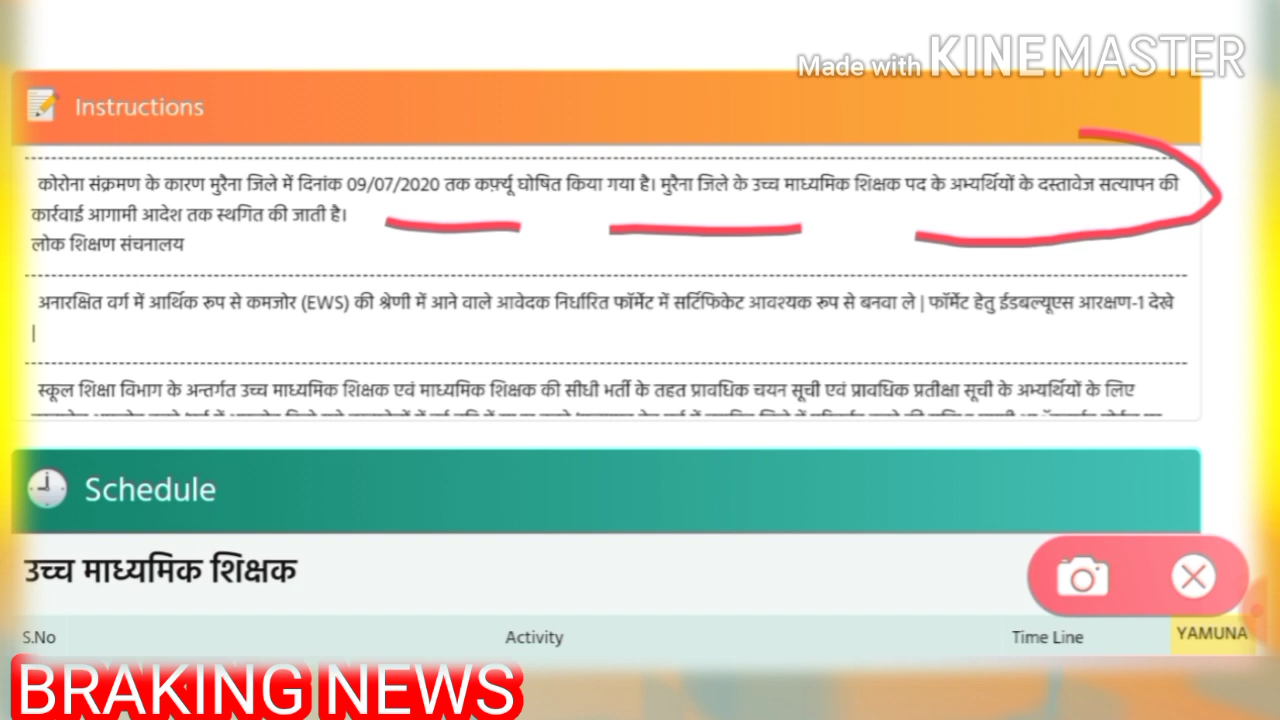 Made with KINEMASTER
Instructions
कोरोना संक्रमण के कारण मुरैना जिले में दिनांक 09/07/2020 तक कर्फ़्यू घोषित किया गया है। मुरैना जिले के उच्च माध्यमिक शिक्षक पद के अभ्यर्थियों के दस्तावेज सत्यापन की
कार्रवाई आगामी आदेश तक स्थगित की जाती है।
लोक शिक्षण संचनालय
अनारक्षित वर्ग में आर्थिक रूप से कमजोर (EWS) की श्रेणी में आने वाले आवेदक निर्धारित फॉर्मेट में सर्टिफिकेट आवश्यक रूप से बनवा ले | फॉर्मेट हेतु ईडबल्यूएस आरक्षण-1 देखे
|
स्कूल शिक्षा विभाग के अन्तर्गत उच्च माध्यमिक शिक्षक एवं माध्यमिक शिक्षक की सीधी भर्ती के तहत प्रावधिक चयन सूची एवं प्रावधिक प्रतीक्षा सूची के अभ्यर्थियों के लिए
Schedule
उच्च माध्यमिक शिक्षक
S.No Activity Time Line YAMUNA
BRAKING NEWS